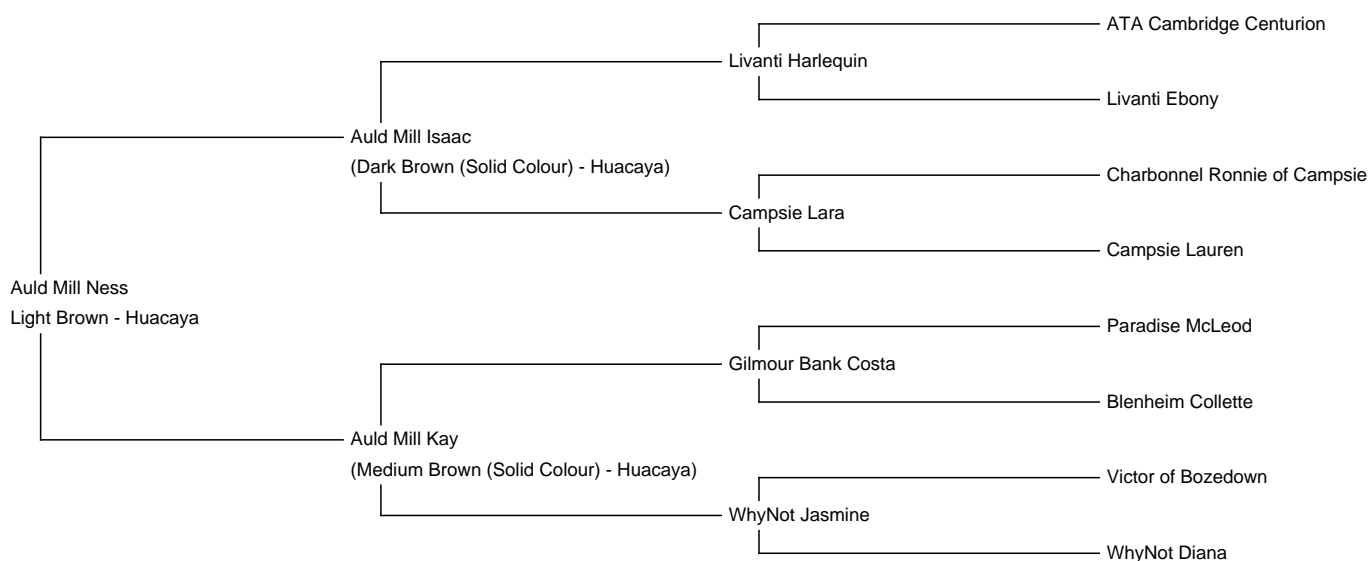 ATA Cambridge Centurion
Livanti Harlequin
Livanti Ebony
Auld Mill Isaac
(Dark Brown (Solid Colour) - Huacaya)
Charbonnel Ronnie of Campsie
Campsie Lara
Campsie Lauren
Auld Mill Ness
Light Brown - Huacaya
Paradise McLeod
Gilmour Bank Costa
Blenheim Collette
Auld Mill Kay
(Medium Brown (Solid Colour) - Huacaya)
Victor of Bozedown
WhyNot Jasmine
WhyNot Diana